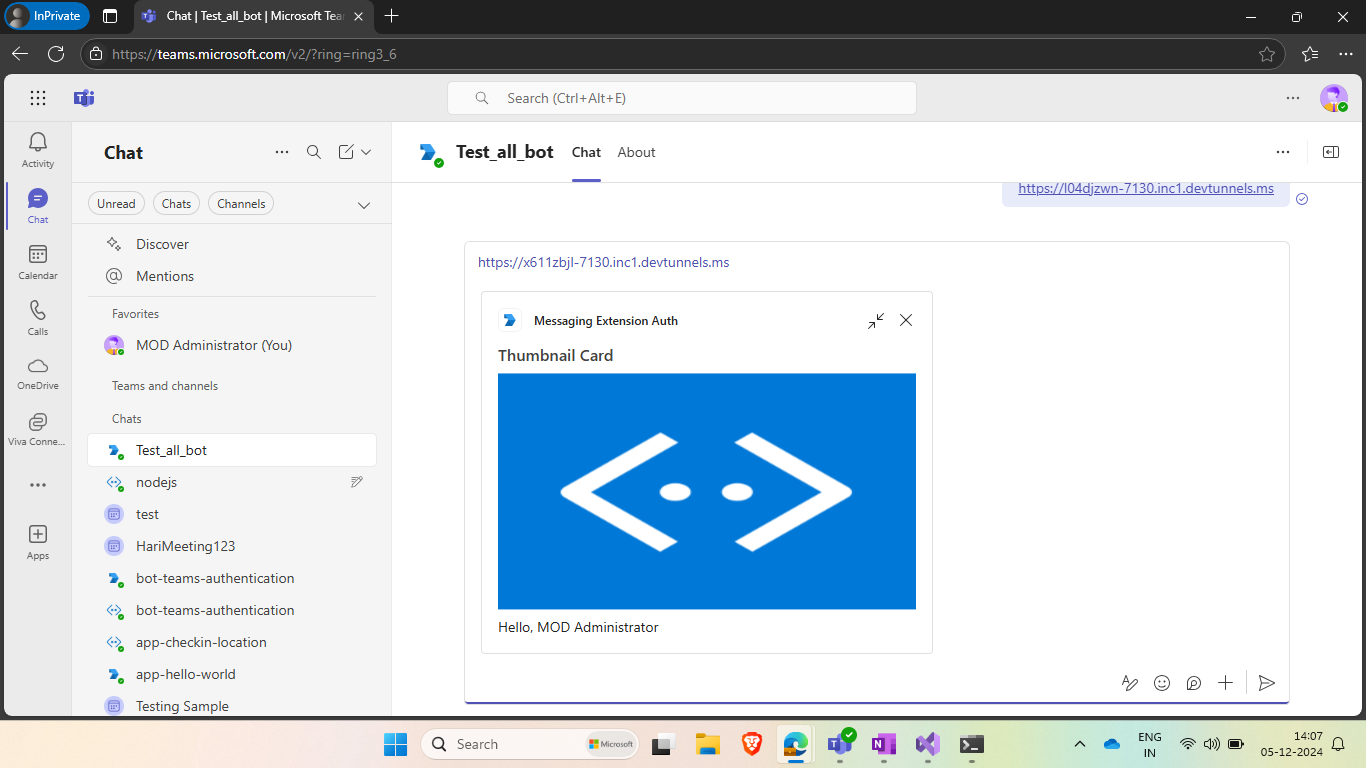 InPrivate
Chat | Test_all_bot | Microsoft Tea
https://teams.microsoft.com/v2/?ring=ring3_6
Search (Ctrl+Alt+E)
Activity
Chat
Calendar
Calls
OneDrive
Viva Conne...
Apps
Chat
Unread
Chats
Channels
Discover
Mentions
Favorites
MOD Administrator (You)
Teams and channels
Chats
Test_all_bot
nodejs
test
HariMeeting123
bot-teams-authentication
bot-teams-authentication
app-checkin-location
app-hello-world
Testing Sample
Test_all_bot
Chat
About
https://l04djzwn-7130.inc1.devtunnels.ms
https://x611zbjl-7130.inc1.devtunnels.ms
Messaging Extension Auth
Thumbnail Card
Hello, MOD Administrator
Search
Microsoft
ENG
IN
14:07
05-12-2024